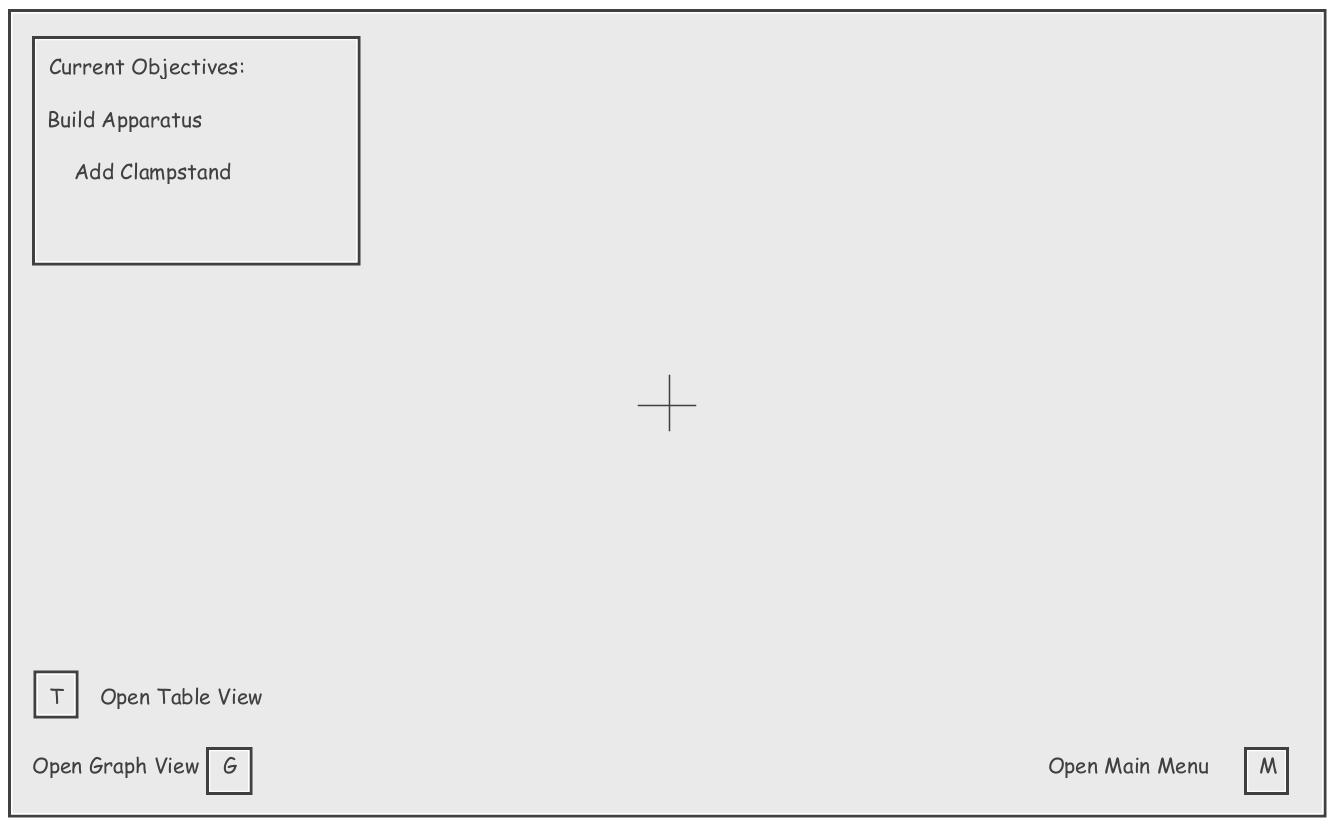 Current Objectives:
Build Apparatus
Add Clampstand
T Open Table View
Open Graph View G
Open Main Menu M